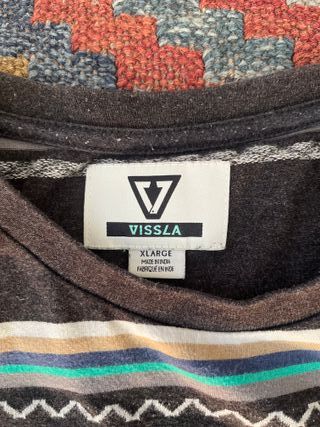 VISSLA
XLARGE
MADE IN INDIA
FABRIQUÉ EN INDE